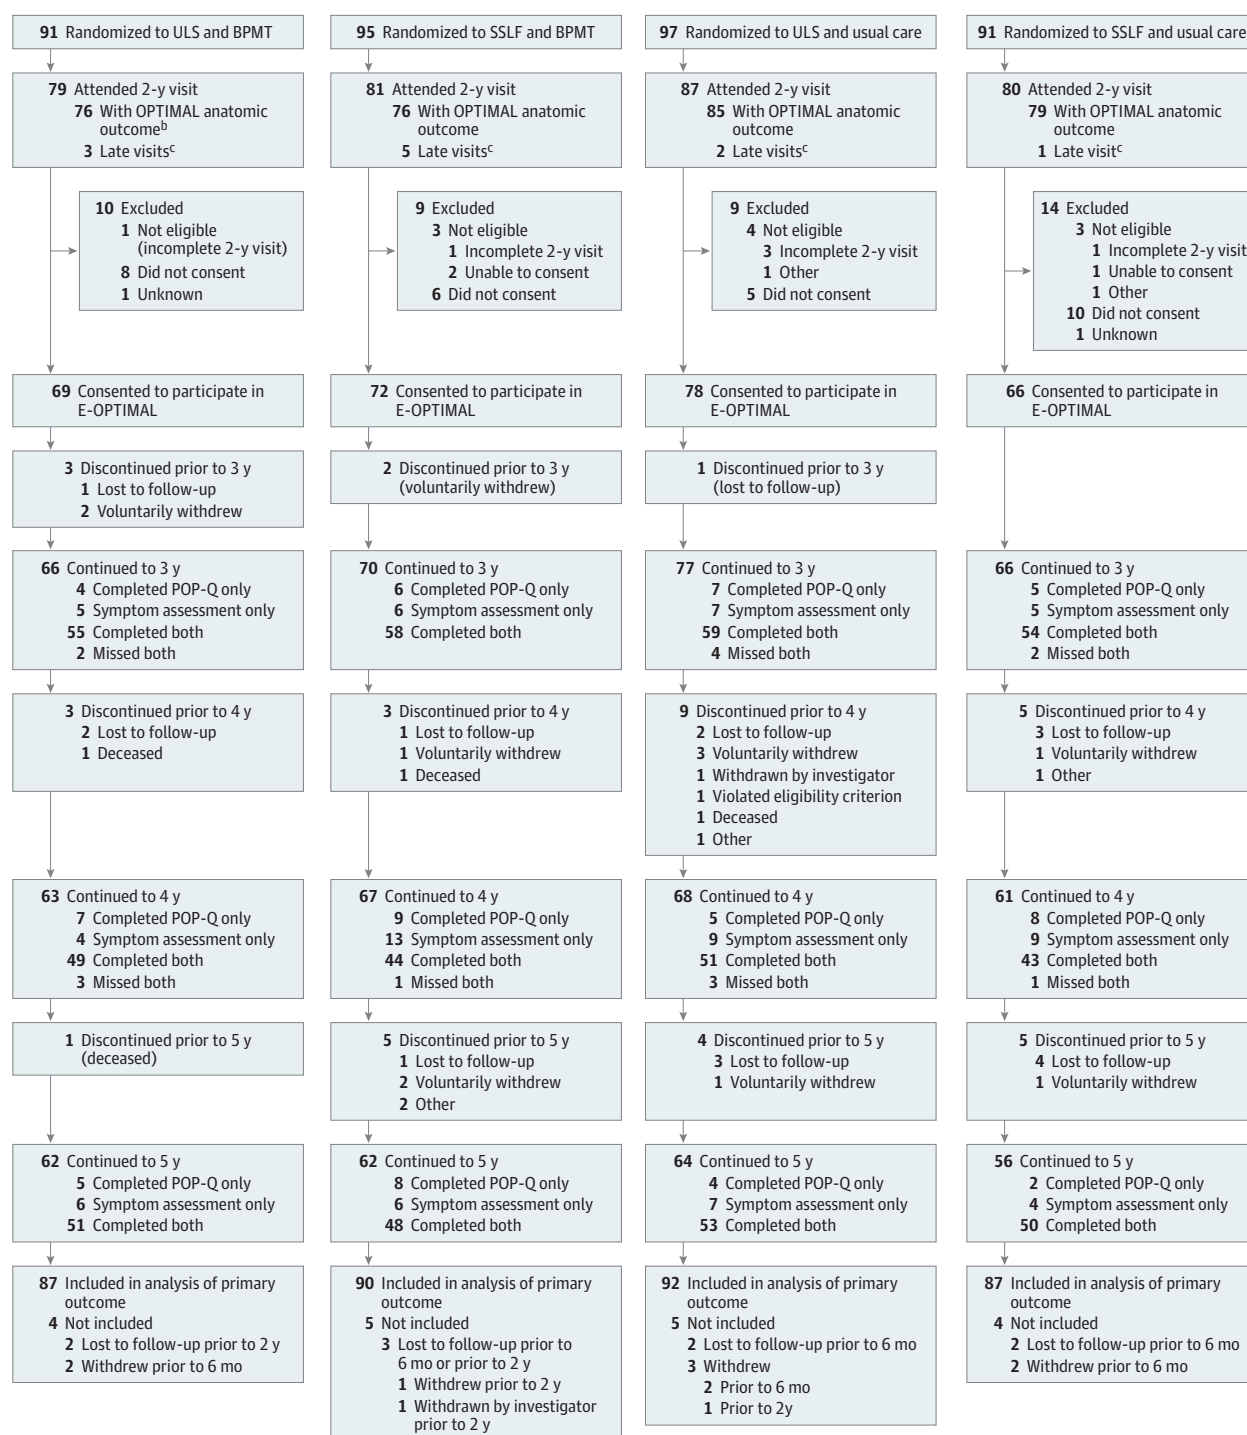 91 Randomized to ULS and BPMT
79 Attended 2-y visit
76 With OPTIMAL anatomic
outcomeᵇ
3 Late visitsᶜ
10 Excluded
1 Not eligible
(incomplete 2-y visit)
8 Did not consent
1 Unknown
69 Consented to participate in
E-OPTIMAL
3 Discontinued prior to 3 y
1 Lost to follow-up
2 Voluntarily withdrew
66 Continued to 3 y
4 Completed POP-Q only
5 Symptom assessment only
55 Completed both
2 Missed both
3 Discontinued prior to 4 y
2 Lost to follow-up
1 Deceased
63 Continued to 4 y
7 Completed POP-Q only
4 Symptom assessment only
49 Completed both
3 Missed both
1 Discontinued prior to 5 y
(deceased)
62 Continued to 5 y
5 Completed POP-Q only
6 Symptom assessment only
51 Completed both
87 Included in analysis of primary
outcome
4 Not included
2 Lost to follow-up prior to 2 y
2 Withdrew prior to 6 mo
95 Randomized to SSLF and BPMT
81 Attended 2-y visit
76 With OPTIMAL anatomic
outcome
5 Late visitsᶜ
9 Excluded
3 Not eligible
1 Incomplete 2-y visit
2 Unable to consent
6 Did not consent
72 Consented to participate in
E-OPTIMAL
2 Discontinued prior to 3 y
(voluntarily withdrew)
70 Continued to 3 y
6 Completed POP-Q only
6 Symptom assessment only
58 Completed both
3 Discontinued prior to 4 y
1 Lost to follow-up
1 Voluntarily withdrew
1 Deceased
67 Continued to 4 y
9 Completed POP-Q only
13 Symptom assessment only
44 Completed both
1 Missed both
5 Discontinued prior to 5 y
1 Lost to follow-up
2 Voluntarily withdrew
2 Other
62 Continued to 5 y
8 Completed POP-Q only
6 Symptom assessment only
48 Completed both
90 Included in analysis of primary
outcome
5 Not included
3 Lost to follow-up prior to
6 mo or prior to 2 y
1 Withdrew prior to 2 y
1 Withdrawn by investigator
prior to 2 y
97 Randomized to ULS and usual care
87 Attended 2-y visit
85 With OPTIMAL anatomic
outcome
2 Late visitsᶜ
9 Excluded
4 Not eligible
3 Incomplete 2-y visit
1 Other
5 Did not consent
78 Consented to participate in
E-OPTIMAL
1 Discontinued prior to 3 y
(lost to follow-up)
77 Continued to 3 y
7 Completed POP-Q only
7 Symptom assessment only
59 Completed both
4 Missed both
9 Discontinued prior to 4 y
2 Lost to follow-up
3 Voluntarily withdrew
1 Withdrawn by investigator
1 Violated eligibility criterion
1 Deceased
1 Other
68 Continued to 4 y
5 Completed POP-Q only
9 Symptom assessment only
51 Completed both
3 Missed both
4 Discontinued prior to 5 y
3 Lost to follow-up
1 Voluntarily withdrew
64 Continued to 5 y
4 Completed POP-Q only
7 Symptom assessment only
53 Completed both
92 Included in analysis of primary
outcome
5 Not included
2 Lost to follow-up prior to 6 mo
3 Withdrew
2 Prior to 6 mo
1 Prior to 2y
91 Randomized to SSLF and usual care
80 Attended 2-y visit
79 With OPTIMAL anatomic
outcome
1 Late visitᶜ
14 Excluded
3 Not eligible
1 Incomplete 2-y visit
1 Unable to consent
1 Other
10 Did not consent
1 Unknown
66 Consented to participate in
E-OPTIMAL
66 Continued to 3 y
5 Completed POP-Q only
5 Symptom assessment only
54 Completed both
2 Missed both
5 Discontinued prior to 4 y
3 Lost to follow-up
1 Voluntarily withdrew
1 Other
61 Continued to 4 y
8 Completed POP-Q only
9 Symptom assessment only
43 Completed both
1 Missed both
5 Discontinued prior to 5 y
4 Lost to follow-up
1 Voluntarily withdrew
56 Continued to 5 y
2 Completed POP-Q only
4 Symptom assessment only
50 Completed both
87 Included in analysis of primary
outcome
4 Not included
2 Lost to follow-up prior to 6 mo
2 Withdrew prior to 6 mo